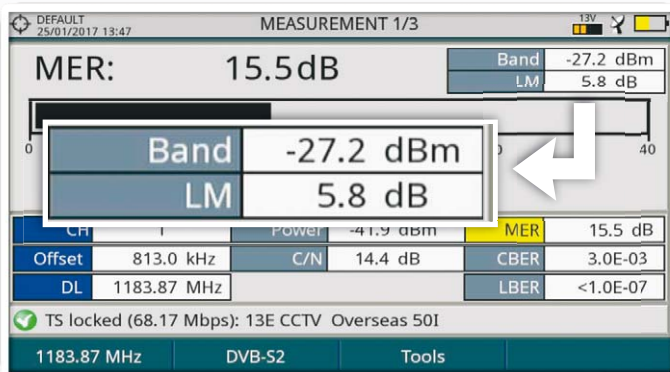 DEFAULT
25/01/2017 13:47
MEASUREMENT 1/3
13V
MER: 15.5 dB
Band -27.2 dBm
LM 5.8 dB
0 40
Band -27.2 dBm
LM 5.8 dB
CH 1 Power -41.9 dBm MER 15.5 dB
Offset 813.0 kHz C/N 14.4 dB CBER 3.0E-03
DL 1183.87 MHz LBER <1.0E-07
TS locked (68.17 Mbps): 13E CCTV Overseas 50I
1183.87 MHz DVB-S2 Tools